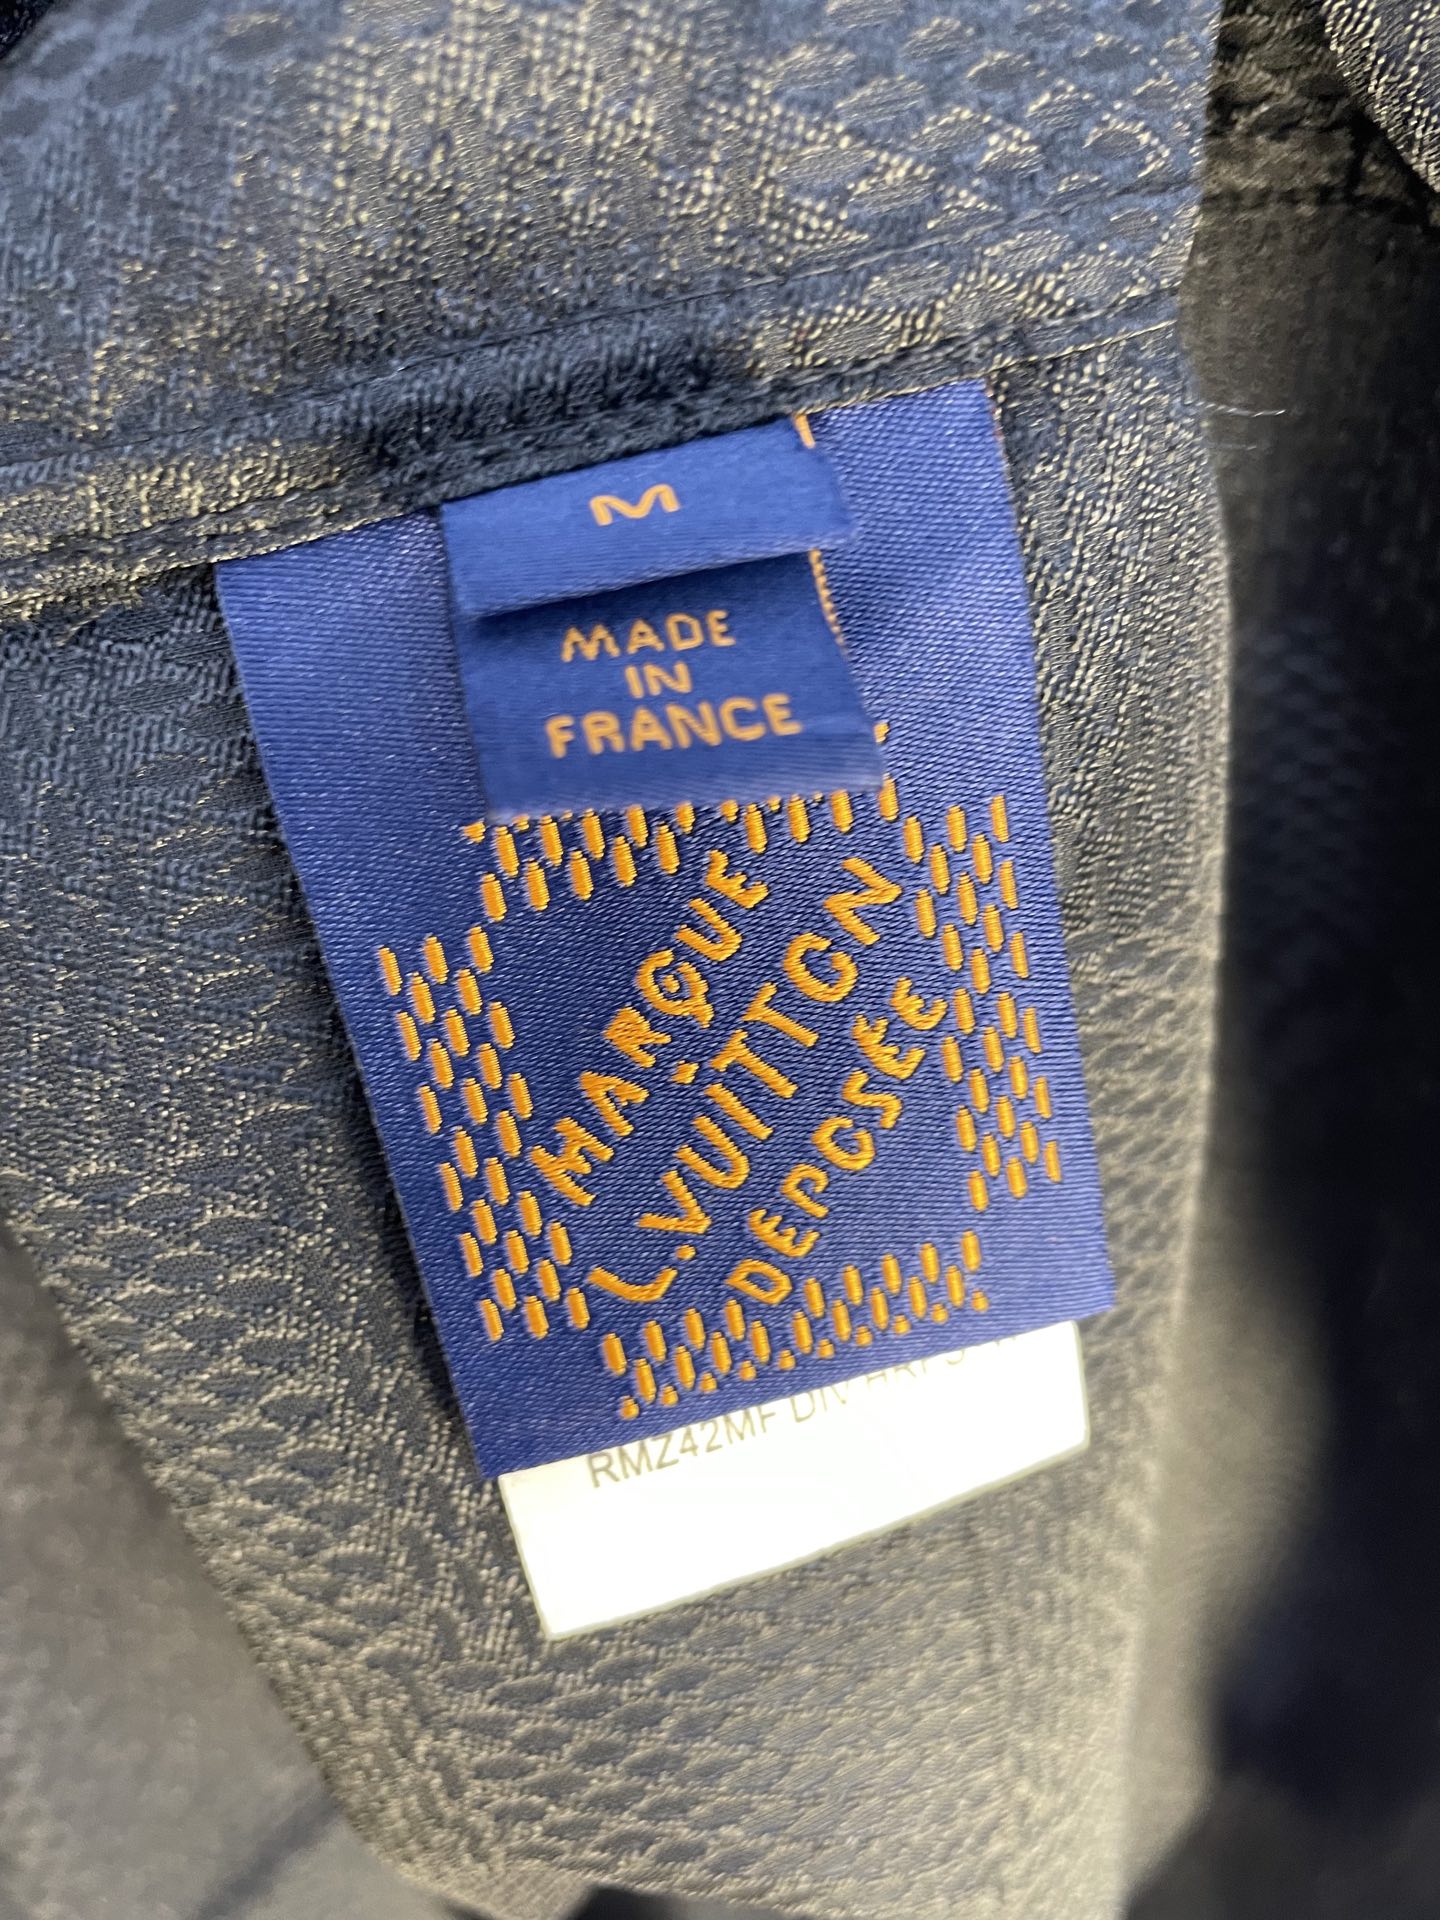 M
MADE
IN
FRANCE
MARQUE
L.VUITTON
DEPOSEE
RMZ42MF